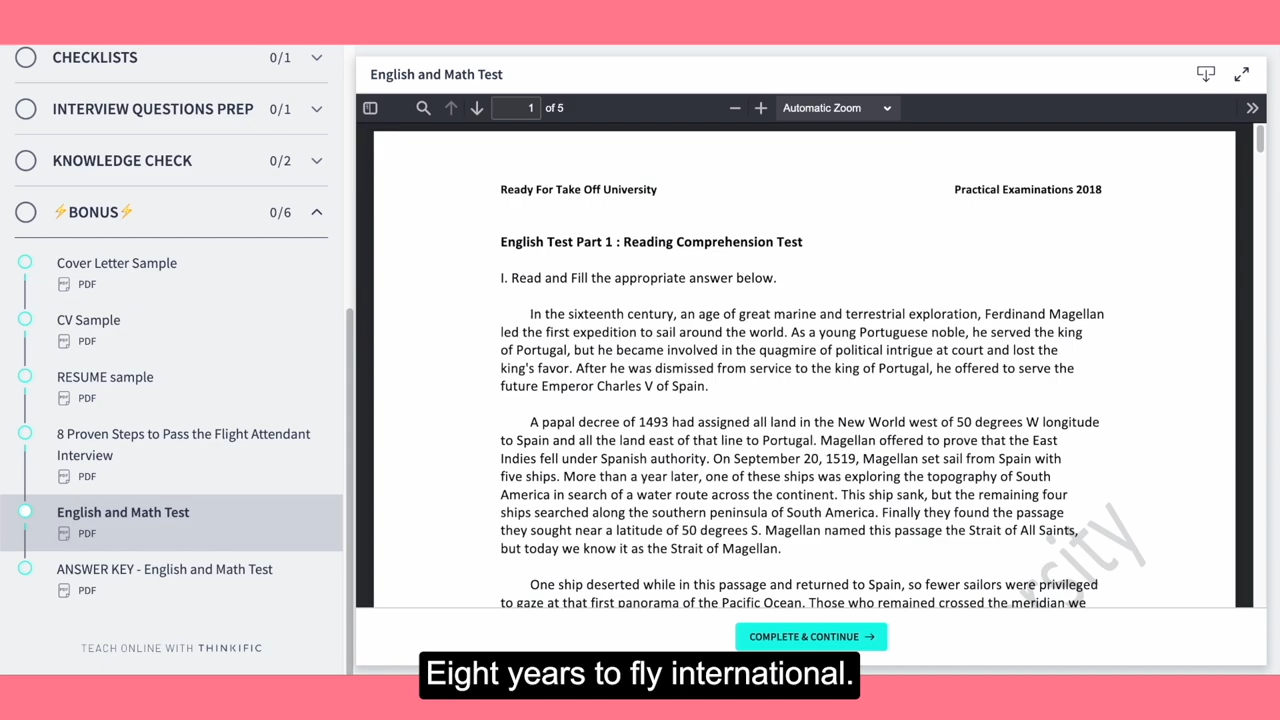 CHECKLISTS 0/1
INTERVIEW QUESTIONS PREP 0/1
KNOWLEDGE CHECK 0/2
⚡BONUS⚡ 0/6
Cover Letter Sample
PDF
CV Sample
PDF
RESUME sample
PDF
8 Proven Steps to Pass the Flight Attendant
Interview
PDF
English and Math Test
PDF
ANSWER KEY - English and Math Test
PDF
TEACH ONLINE WITH THINKIFIC
English and Math Test
1 of 5 Automatic Zoom
Ready For Take Off University Practical Examinations 2018
English Test Part 1 : Reading Comprehension Test
I. Read and Fill the appropriate answer below.
In the sixteenth century, an age of great marine and terrestrial exploration, Ferdinand Magellan
led the first expedition to sail around the world. As a young Portuguese noble, he served the king
of Portugal, but he became involved in the quagmire of political intrigue at court and lost the
king's favor. After he was dismissed from service to the king of Portugal, he offered to serve the
future Emperor Charles V of Spain.
A papal decree of 1493 had assigned all land in the New World west of 50 degrees W longitude
to Spain and all the land east of that line to Portugal. Magellan offered to prove that the East
Indies fell under Spanish authority. On September 20, 1519, Magellan set sail from Spain with
five ships. More than a year later, one of these ships was exploring the topography of South
America in search of a water route across the continent. This ship sank, but the remaining four
ships searched along the southern peninsula of South America. Finally they found the passage
they sought near a latitude of 50 degrees S. Magellan named this passage the Strait of All Saints,
but today we know it as the Strait of Magellan.
One ship deserted while in this passage and returned to Spain, so fewer sailors were privileged
to gaze at that first panorama of the Pacific Ocean. Those who remained crossed the meridian we
rsity
COMPLETE & CONTINUE →
Eight years to fly international.